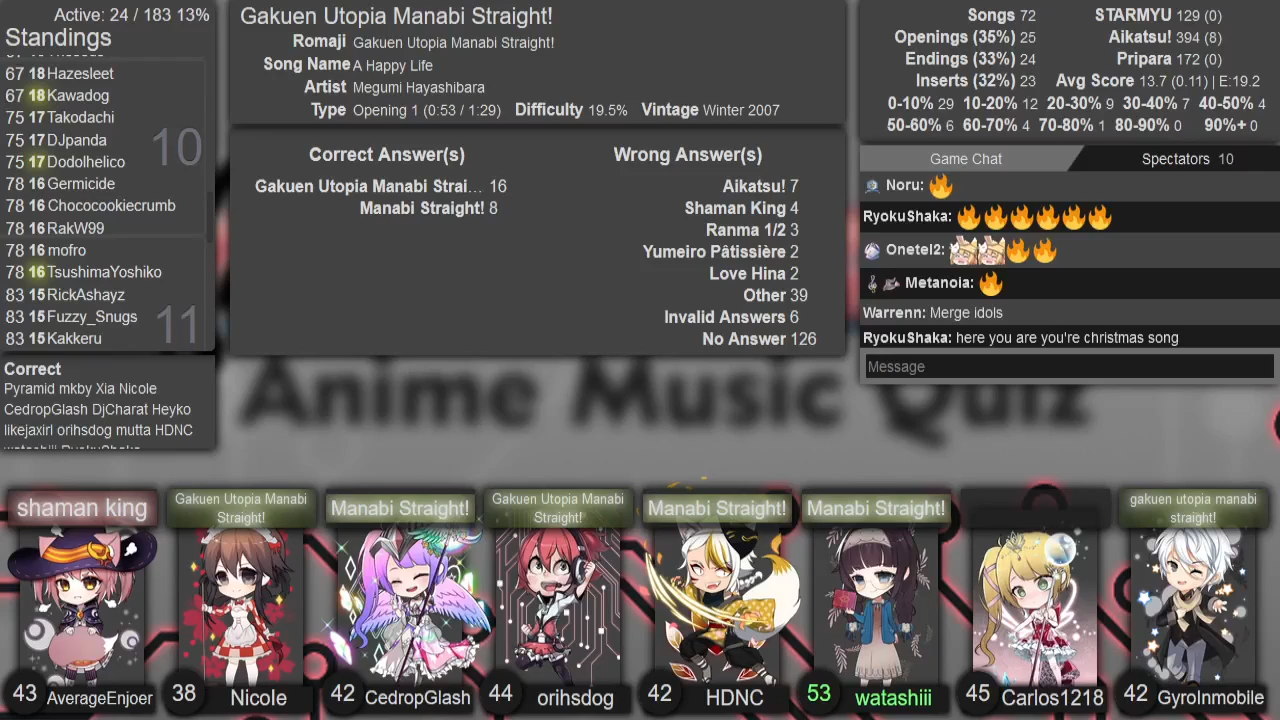 Active: 24 / 183 13%
Standings
67 18 Hazesleet
67 18 Kawadog
75 17 Takodachi
75 17 DJpanda
75 17 Dodolhelico
10
78 16 Germicide
78 16 Chococookiecrumb
78 16 RakW99
78 16 mofro
78 16 TsushimaYoshiko
83 15 RickAshayz
83 15 Fuzzy_Snugs
83 15 Kakkeru
11
Correct
Pyramid mkby Xia Nicole
CedropGlash DjCharat Heyko
likejaxirl orihsdog mutta HDNC
watashiii RyokuShaka
Gakuen Utopia Manabi Straight!
Romaji Gakuen Utopia Manabi Straight!
Song Name A Happy Life
Artist Megumi Hayashibara
Type Opening 1 (0:53 / 1:29) Difficulty 19.5% Vintage Winter 2007
Correct Answer(s)
Gakuen Utopia Manabi Strai... 16
Manabi Straight! 8
Wrong Answer(s)
Aikatsu! 7
Shaman King 4
Ranma 1/2 3
Yumeiro Pâtissière 2
Love Hina 2
Other 39
Invalid Answers 6
No Answer 126
Songs 72 STARMYU 129 (0)
Openings (35%) 25 Aikatsu! 394 (8)
Endings (33%) 24 Pripara 172 (0)
Inserts (32%) 23 Avg Score 13.7 (0.11) | E:19.2
0-10% 29 10-20% 12 20-30% 9 30-40% 7 40-50% 4
50-60% 6 60-70% 4 70-80% 1 80-90% 0 90%+ 0
Game Chat Spectators 10
Noru: 🔥
RyokuShaka: 🔥🔥🔥🔥🔥🔥
Onetel2: 🔥🔥
Metanoia: 🔥
Warrenn: Merge idols
RyokuShaka: here you are you're christmas song
Message
Anime Music Quiz
shaman king
43 AverageEnjoer
Gakuen Utopia Manabi
Straight!
38 Nicole
Manabi Straight!
42 CedropGlash
Gakuen Utopia Manabi
Straight!
44 orihsdog
Manabi Straight!
42 HDNC
Manabi Straight!
53 watashiii
45 Carlos1218
gakuen utopia manabi
straight!
42 GyroInmobile